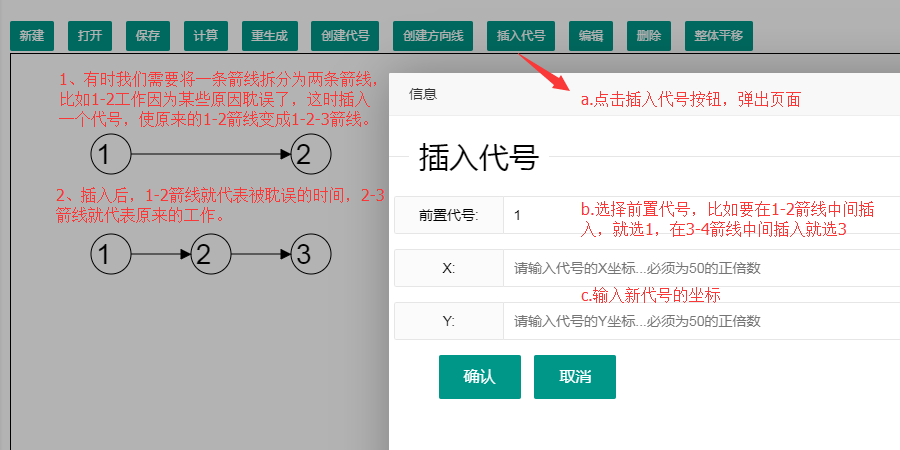 新建 打开 保存 计算 重生成 创建代号 创建方向线 插入代号 编辑 删除 整体平移
1、有时我们需要将一条箭线拆分为两条箭线，
比如1-2工作因为某些原因耽误了，这时插入
一个代号，使原来的1-2箭线变成1-2-3箭线。
1 2
2、插入后，1-2箭线就代表被耽误的时间，2-3
箭线就代表原来的工作。
1 2 3
信息
a.点击插入代号按钮，弹出页面
插入代号
前置代号: 1
b.选择前置代号，比如要在1-2箭线中间插
入，就选1，在3-4箭线中间插入就选3
X: 请输入代号的X坐标...必须为50的正倍数
c.输入新代号的坐标
Y: 请输入代号的Y坐标...必须为50的正倍数
确认 取消